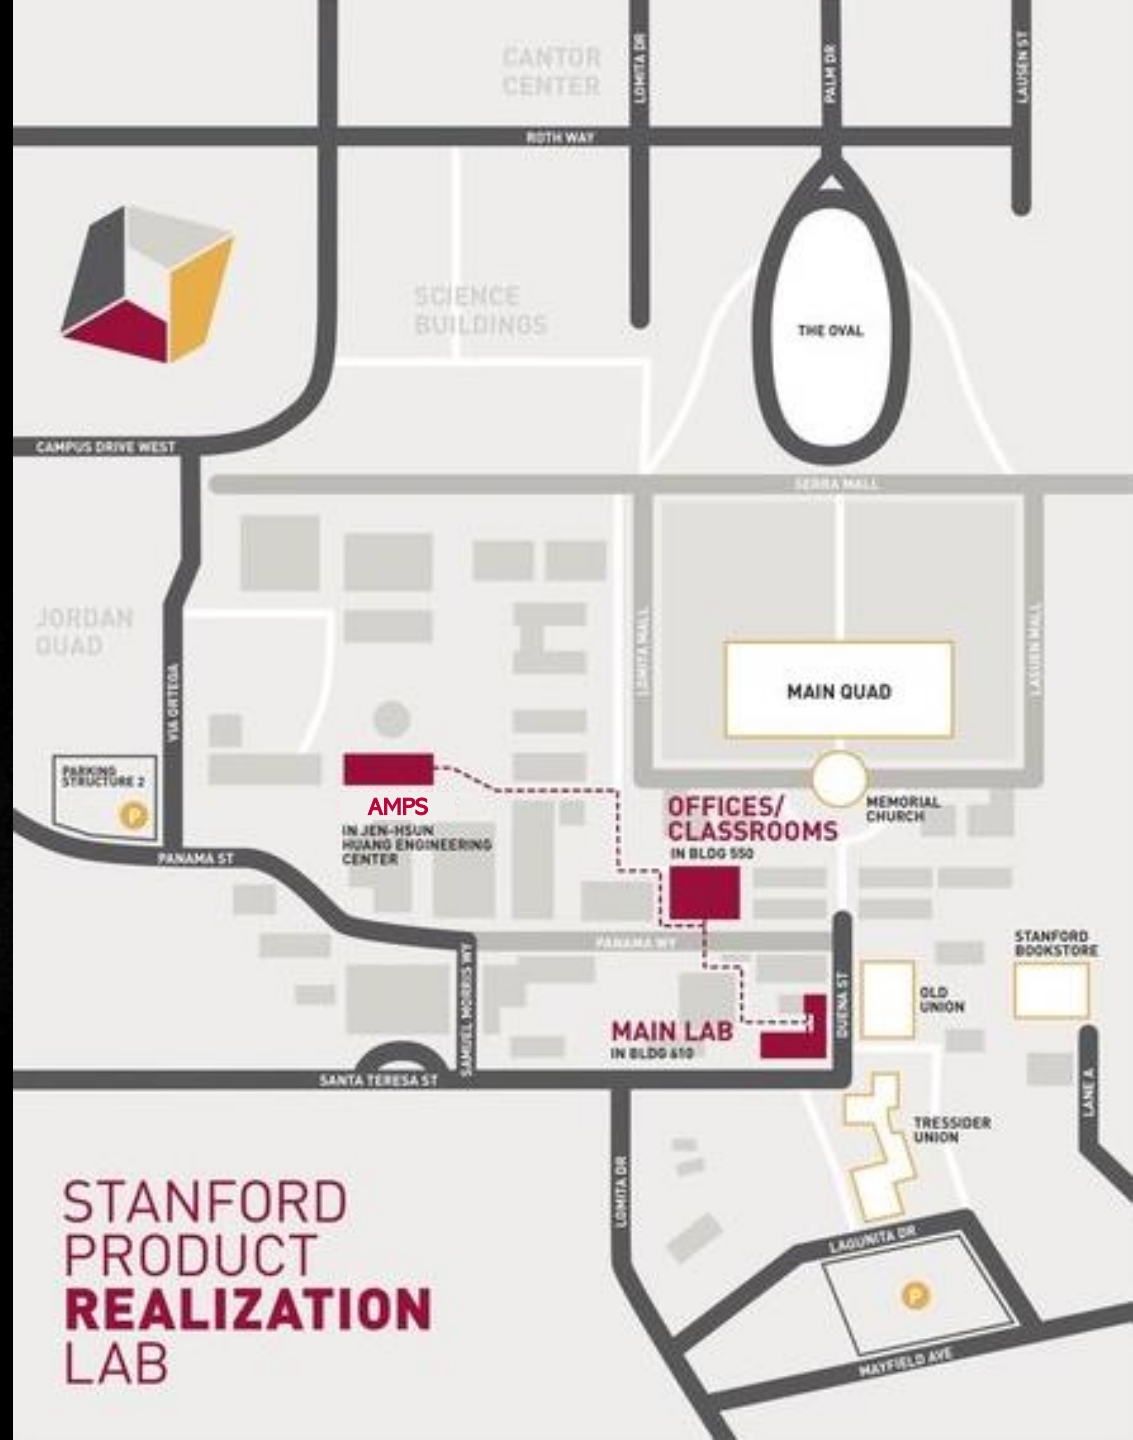 CANTOR
CENTER
LOMITA DR
PALM DR
LAUSEN ST
ROTH WAY
SCIENCE
BUILDINGS
THE OVAL
CAMPUS DRIVE WEST
SERRA MALL
JORDAN
QUAD
LOMITA MALL
LASUEN MALL
VIA ORTEGA
MAIN QUAD
PARKING
STRUCTURE 2
P
AMPS
IN JEN-HSUN
HUANG ENGINEERING
CENTER
OFFICES/
CLASSROOMS
IN BLDG 550
MEMORIAL
CHURCH
PANAMA ST
PANAMA WY
SAMUEL MORRIS WY
STANFORD
BOOKSTORE
DUENA ST
OLD
UNION
MAIN LAB
IN BLDG 610
SANTA TERESA ST
LANE A
TRESSIDER
UNION
LOMITA DR
LAGUNITA DR
P
MAYFIELD AVE
STANFORD
PRODUCT
REALIZATION
LAB